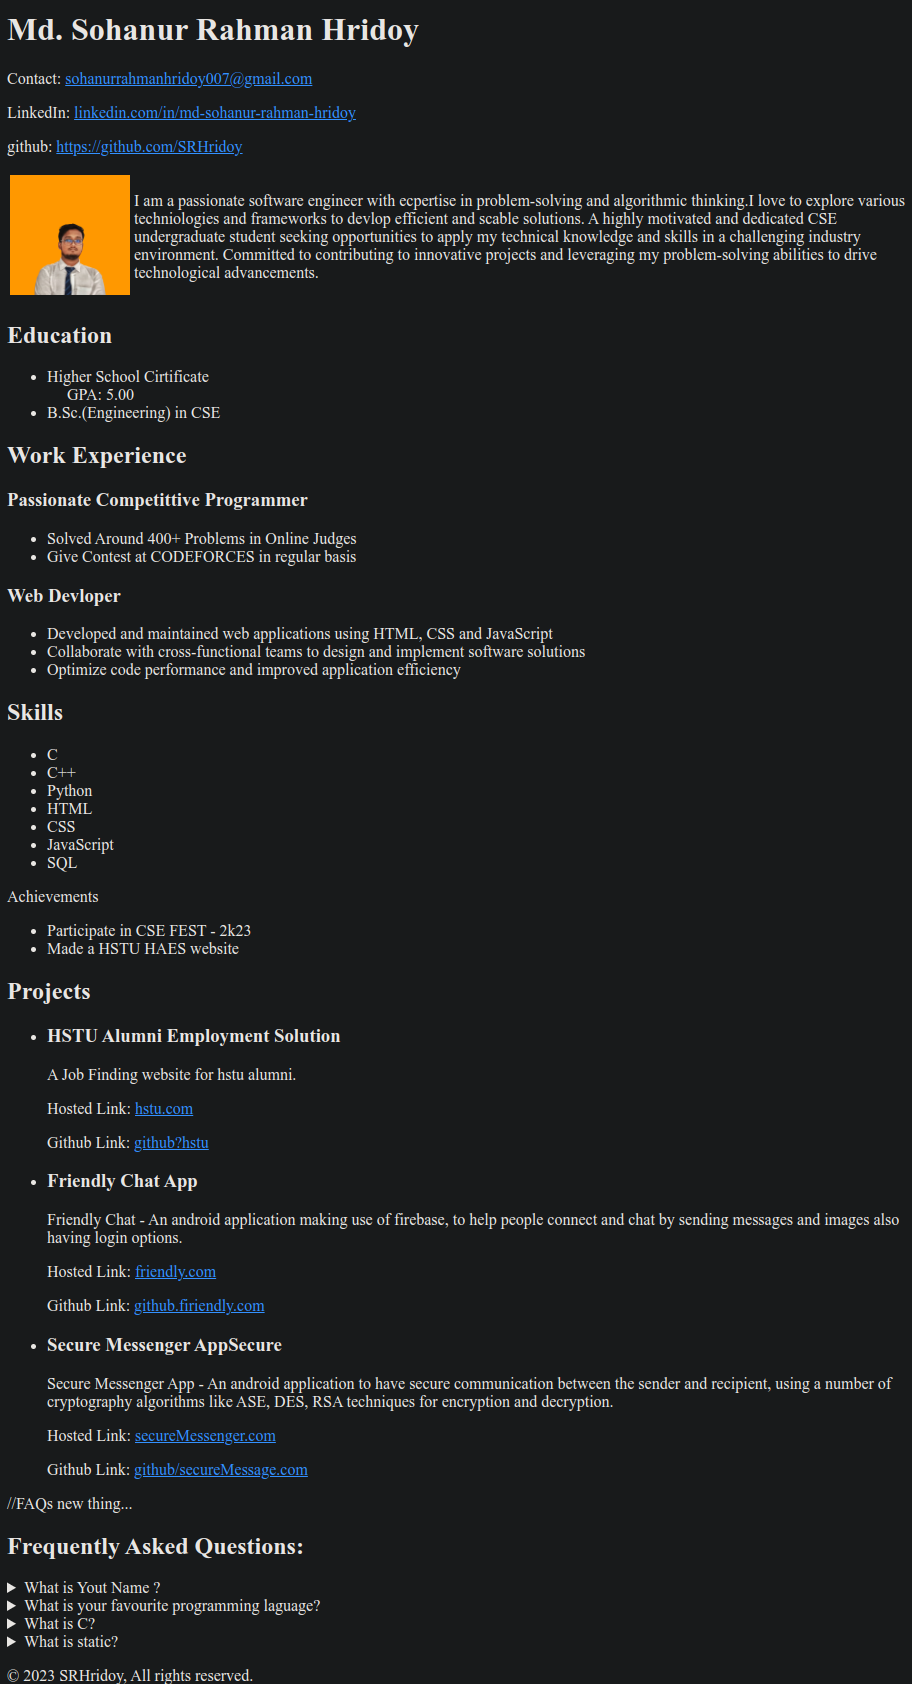 Md. Sohanur Rahman Hridoy
Contact: sohanurrahmanhridoy007@gmail.com
LinkedIn: linkedin.com/in/md-sohanur-rahman-hridoy
github: https://github.com/SRHridoy
I am a passionate software engineer with ecpertise in problem-solving and algorithmic thinking.I love to explore various
techniologies and frameworks to devlop efficient and scable solutions. A highly motivated and dedicated CSE
undergraduate student seeking opportunities to apply my technical knowledge and skills in a challenging industry
environment. Committed to contributing to innovative projects and leveraging my problem-solving abilities to drive
technological advancements.
Education
• Higher School Cirtificate
GPA: 5.00
• B.Sc.(Engineering) in CSE
Work Experience
Passionate Competittive Programmer
• Solved Around 400+ Problems in Online Judges
• Give Contest at CODEFORCES in regular basis
Web Devloper
• Developed and maintained web applications using HTML, CSS and JavaScript
• Collaborate with cross-functional teams to design and implement software solutions
• Optimize code performance and improved application efficiency
Skills
• C
• C++
• Python
• HTML
• CSS
• JavaScript
• SQL
Achievements
• Participate in CSE FEST - 2k23
• Made a HSTU HAES website
Projects
• HSTU Alumni Employment Solution
A Job Finding website for hstu alumni.
Hosted Link: hstu.com
Github Link: github?hstu
• Friendly Chat App
Friendly Chat - An android application making use of firebase, to help people connect and chat by sending messages and images also
having login options.
Hosted Link: friendly.com
Github Link: github.firiendly.com
• Secure Messenger AppSecure
Secure Messenger App - An android application to have secure communication between the sender and recipient, using a number of
cryptography algorithms like ASE, DES, RSA techniques for encryption and decryption.
Hosted Link: secureMessenger.com
Github Link: github/secureMessage.com
//FAQs new thing...
Frequently Asked Questions:
▶ What is Yout Name ?
▶ What is your favourite programming laguage?
▶ What is C?
▶ What is static?
© 2023 SRHridoy, All rights reserved.